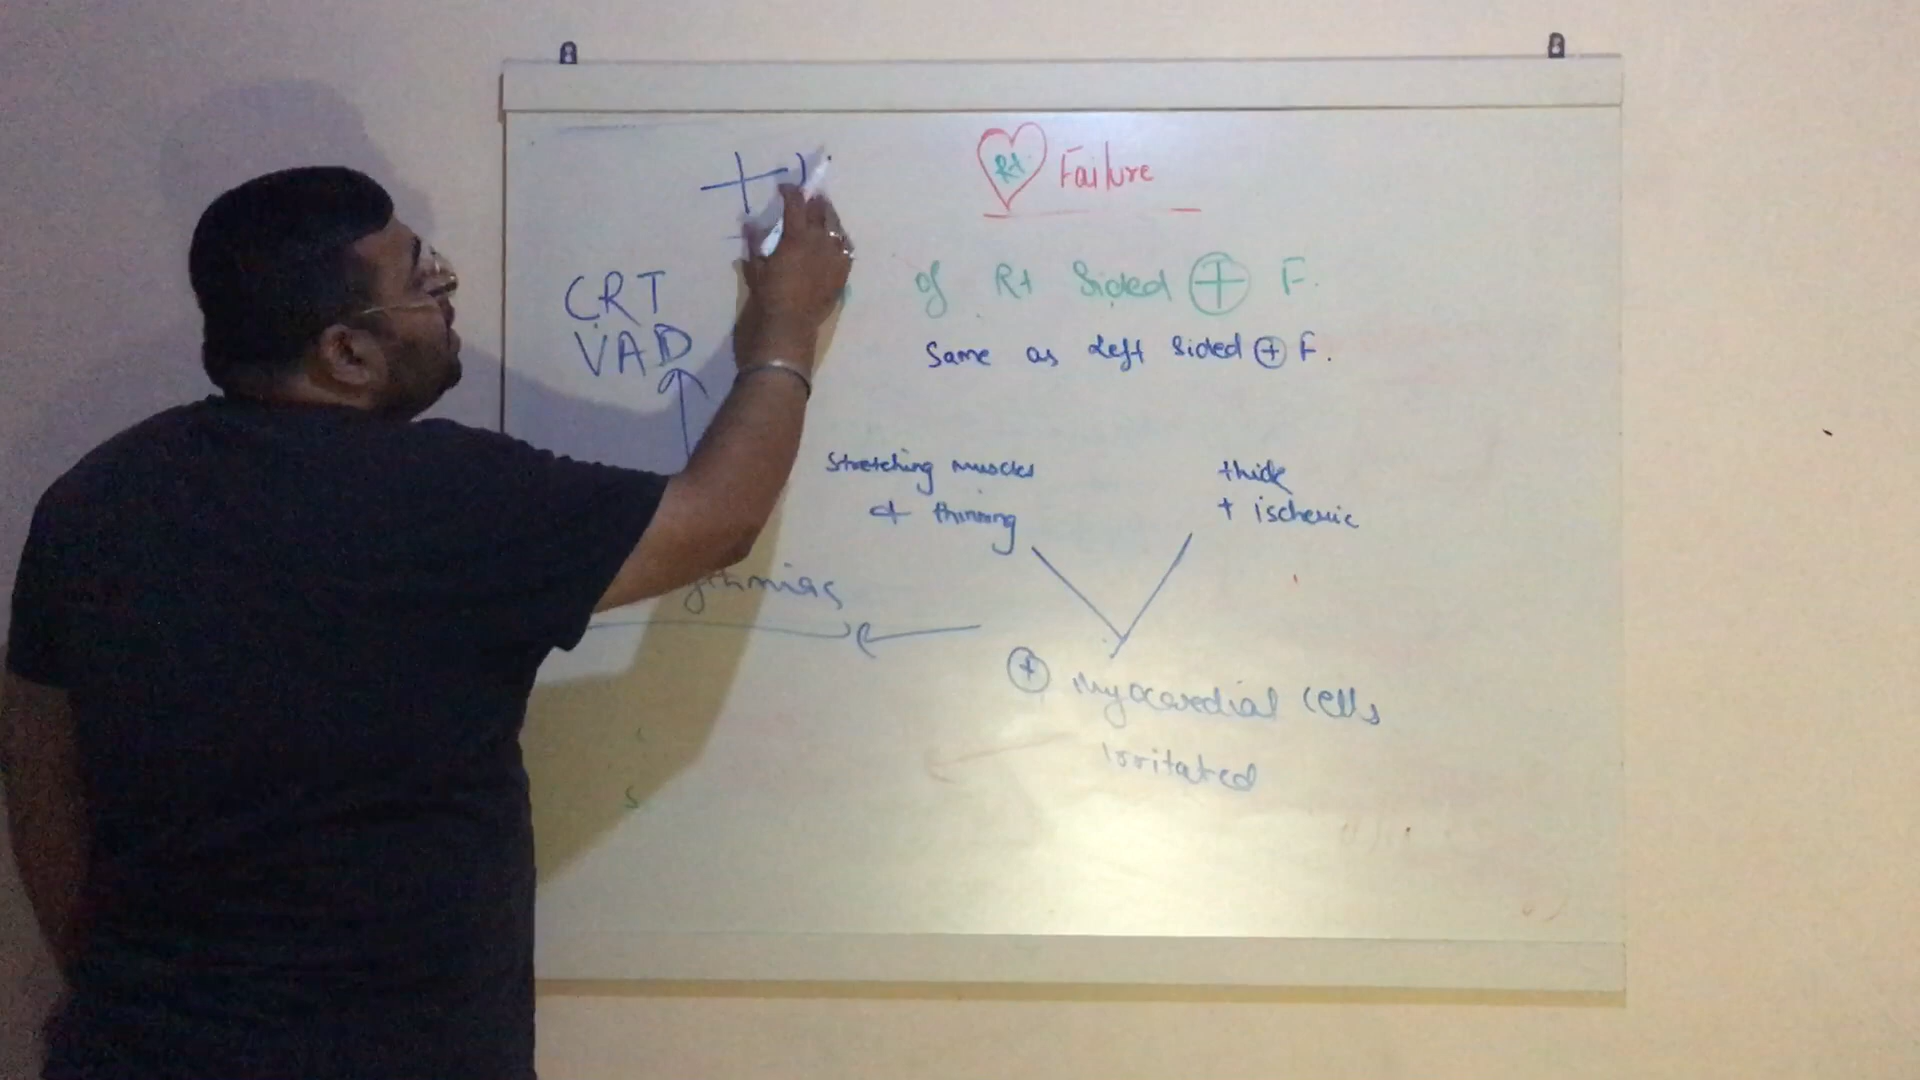 Rt Failure
of Rt Sided + F.
CRT
VAD
Same as Left Sided + F.
Stretching muscles
+ thinning
thick
+ ischemic
+ Myocardial Cells
Irritated